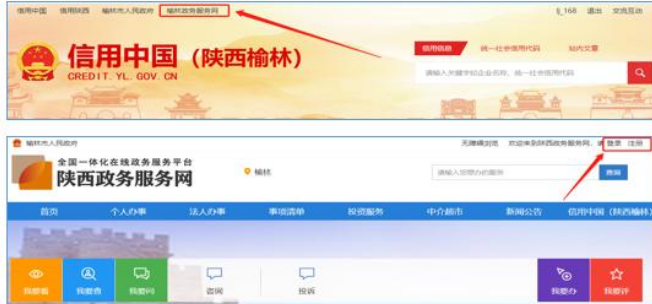 信用中国 信用陕西 榆林市人民政府 榆林政务服务网
退出 交流互动
信用中国(陕西榆林)
CREDIT.YL.GOV.CN
信用信息 统一社会信用代码 站内文章
请输入关键字如企业名称、统一社会信用代码
榆林市人民政府
无障碍浏览 欢迎来到陕西政务服务网,请 登录 注册
全国一体化在线政务服务平台
陕西政务服务网
榆林
请输入您想办的服务
查询
首页 个人办事 法人办事 事项清单 投资服务 中介超市 新闻公告 信用中国(陕西榆林)
我要看 我要查 我要问 咨询 投诉 我要办 我要评